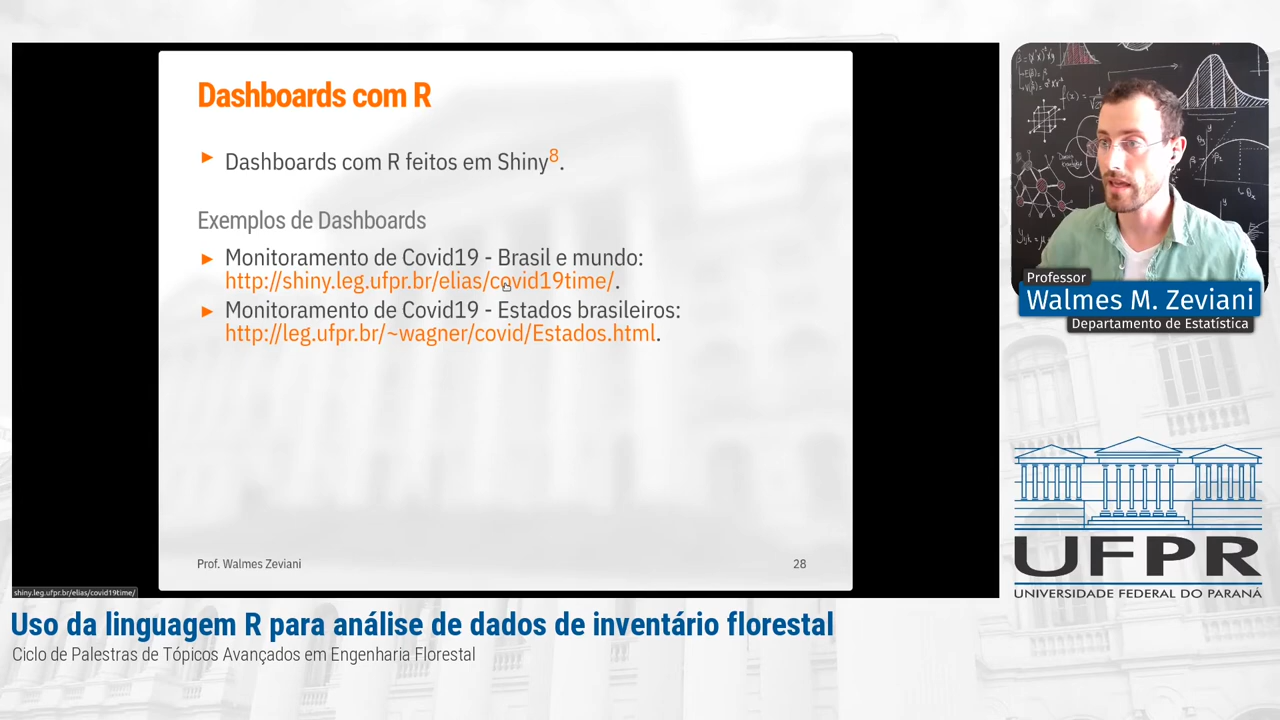 Dashboards com R
Dashboards com R feitos em Shiny8.
Exemplos de Dashboards
Monitoramento de Covid19 - Brasil e mundo:
http://shiny.leg.ufpr.br/elias/covid19time/.
Monitoramento de Covid19 - Estados brasileiros:
http://leg.ufpr.br/~wagner/covid/Estados.html.
Prof. Walmes Zeviani
28
shiny.leg.ufpr.br/elias/covid19time/
Professor
Walmes M. Zeviani
Departamento de Estatística
UFPR
UNIVERSIDADE FEDERAL DO PARANÁ
Uso da linguagem R para análise de dados de inventário florestal
Ciclo de Palestras de Tópicos Avançados em Engenharia Florestal